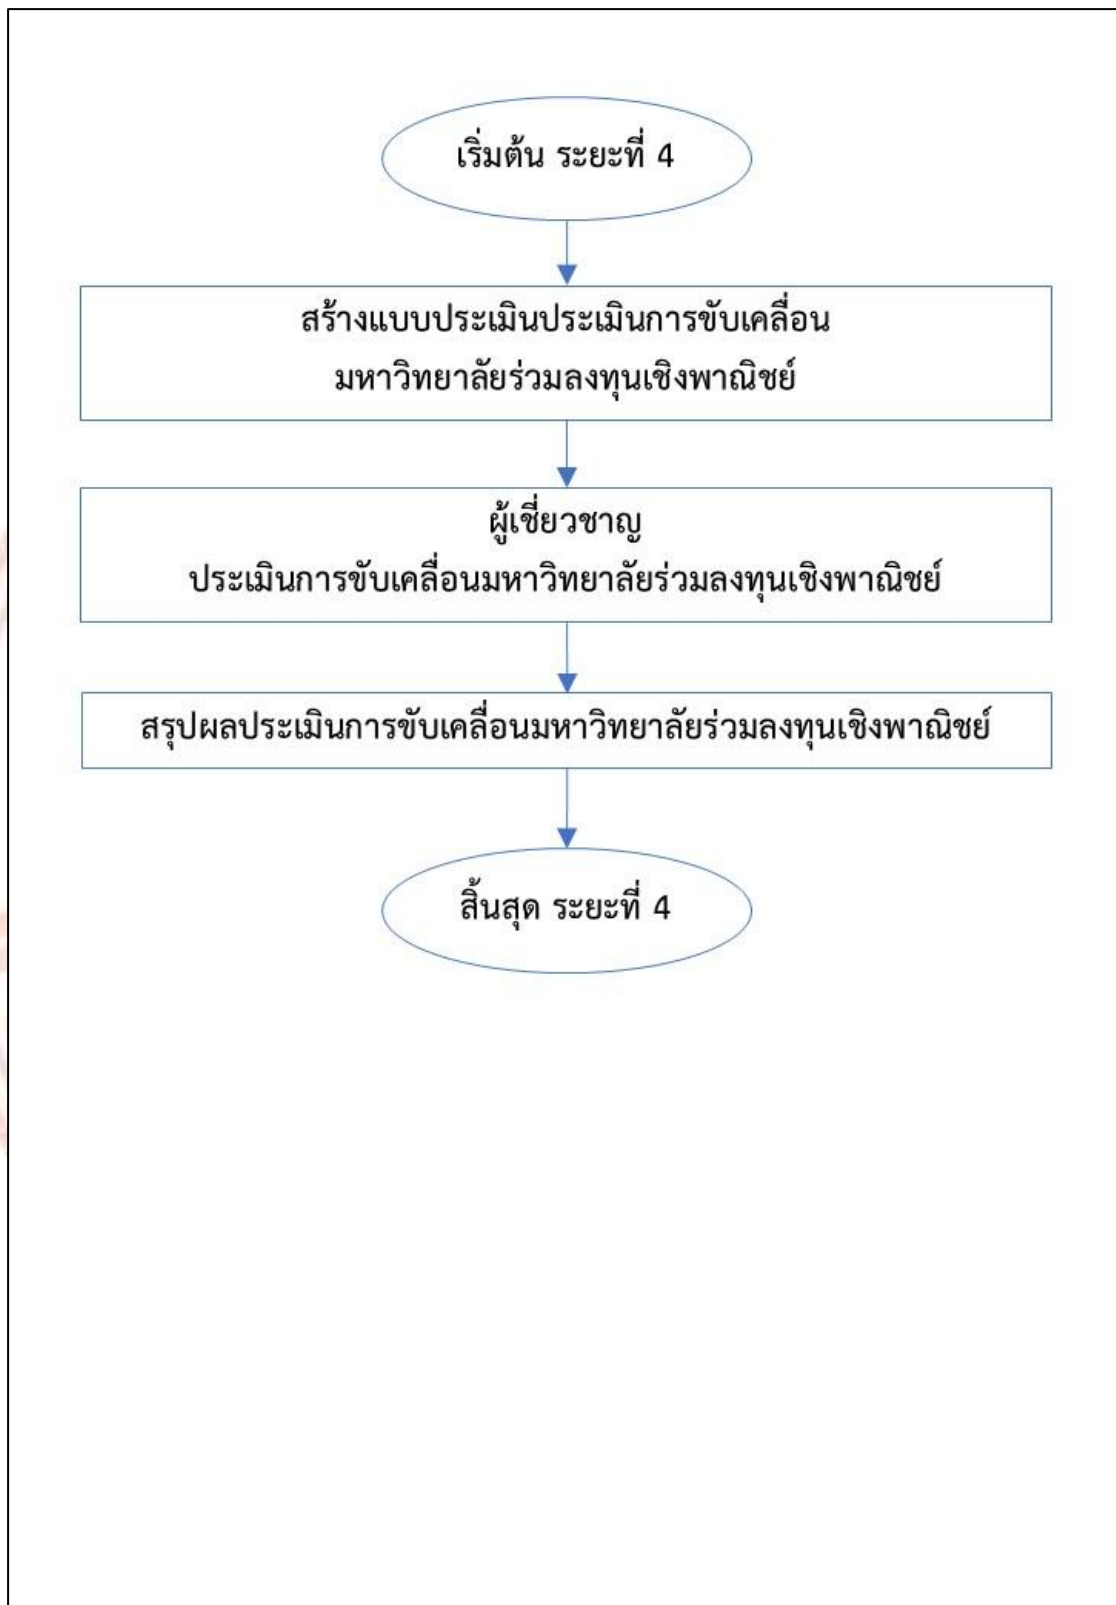 เริ่มต้น ระยะที่ 4
สร้างแบบประเมินประเมินการขับเคลื่อน
มหาวิทยาลัยร่วมลงทุนเชิงพาณิชย์
ผู้เชี่ยวชาญ
ประเมินการขับเคลื่อนมหาวิทยาลัยร่วมลงทุนเชิงพาณิชย์
สรุปผลประเมินการขับเคลื่อนมหาวิทยาลัยร่วมลงทุนเชิงพาณิชย์
สิ้นสุด ระยะที่ 4